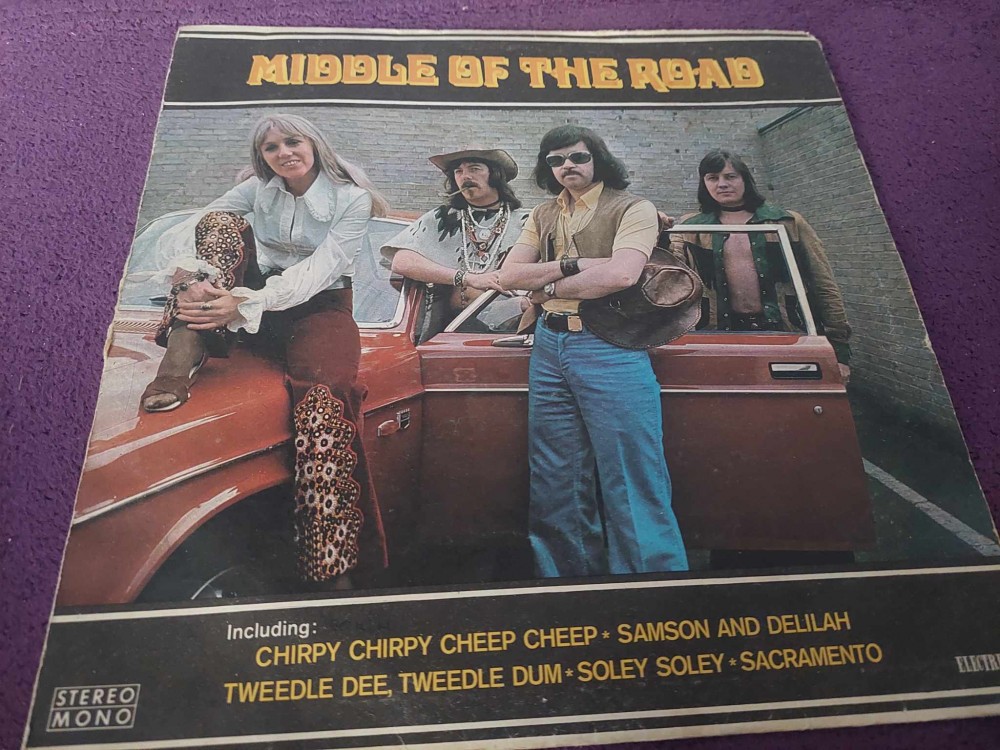 MIDDLE OF THE ROAD
Including:
CHIRPY CHIRPY CHEEP CHEEP * SAMSON AND DELILAH
TWEEDLE DEE, TWEEDLE DUM * SOLEY SOLEY * SACRAMENTO
STEREO
MONO